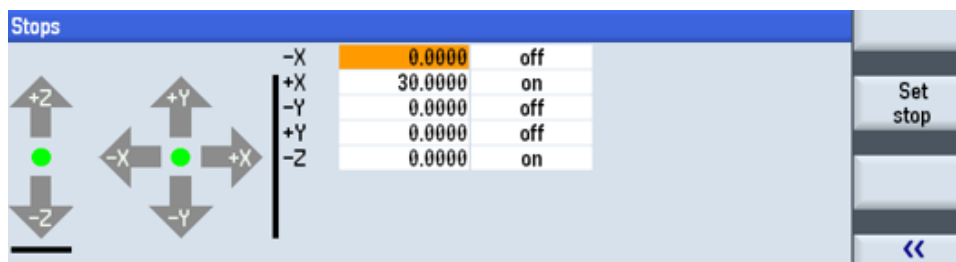 Stops
-X 0.0000 off
+X 30.0000 on
-Y 0.0000 off
+Y 0.0000 off
-Z 0.0000 on
+Z
+Y
-X
+X
-Z
-Y
Set
stop
<<